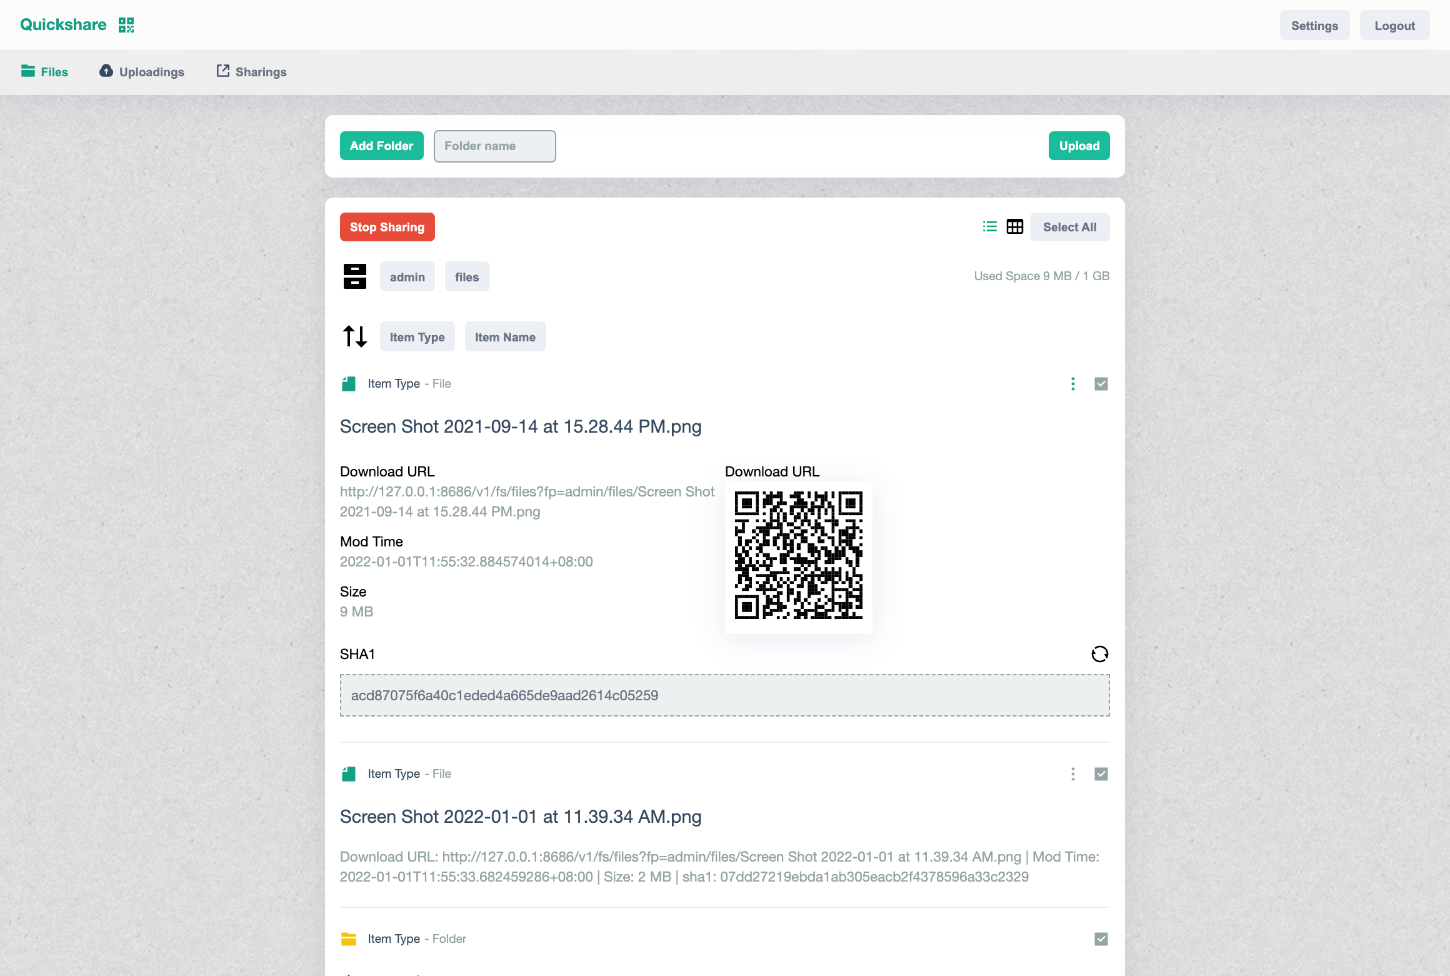 Quickshare
Settings
Logout
Files
Uploadings
Sharings
Add Folder
Folder name
Upload
Stop Sharing
Select All
admin
files
Used Space 9 MB / 1 GB
Item Type
Item Name
Item Type - File
Screen Shot 2021-09-14 at 15.28.44 PM.png
Download URL
http://127.0.0.1:8686/v1/fs/files?fp=admin/files/Screen Shot
2021-09-14 at 15.28.44 PM.png
Mod Time
2022-01-01T11:55:32.884574014+08:00
Size
9 MB
Download URL
SHA1
acd87075f6a40c1eded4a665de9aad2614c05259
Item Type - File
Screen Shot 2022-01-01 at 11.39.34 AM.png
Download URL: http://127.0.0.1:8686/v1/fs/files?fp=admin/files/Screen Shot 2022-01-01 at 11.39.34 AM.png | Mod Time:
2022-01-01T11:55:33.682459286+08:00 | Size: 2 MB | sha1: 07dd27219ebda1ab305eacb2f4378596a33c2329
Item Type - Folder